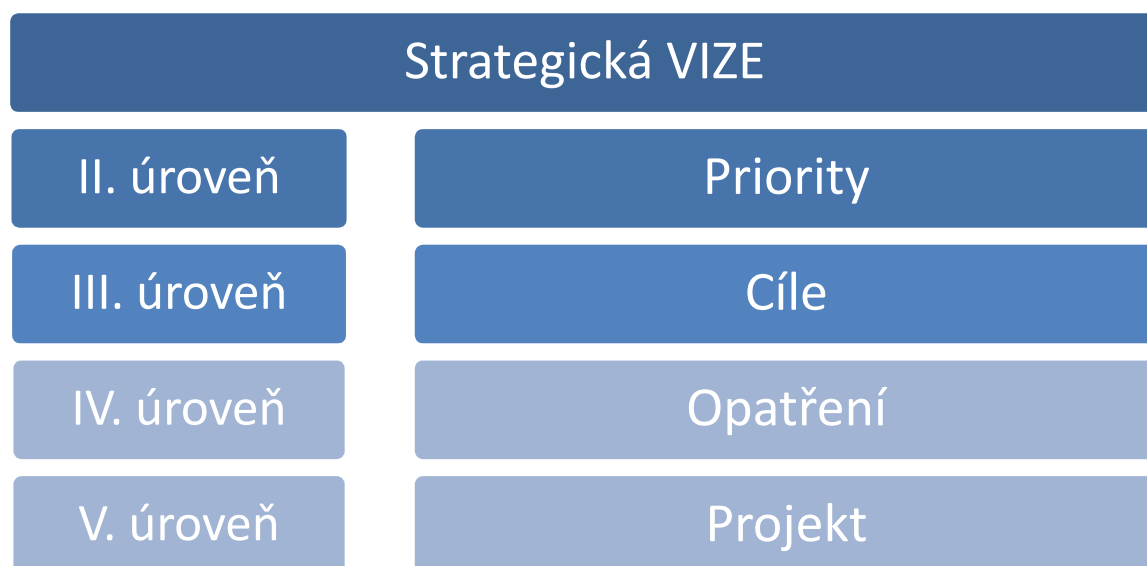 Strategická VIZE
II. úroveň Priority
III. úroveň Cíle
IV. úroveň Opatření
V. úroveň Projekt